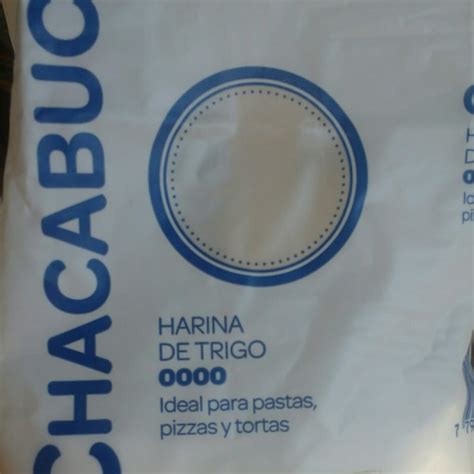 CHACABUC
HARINA
DE TRIGO
0000
Ideal para pastas,
pizzas y tortas